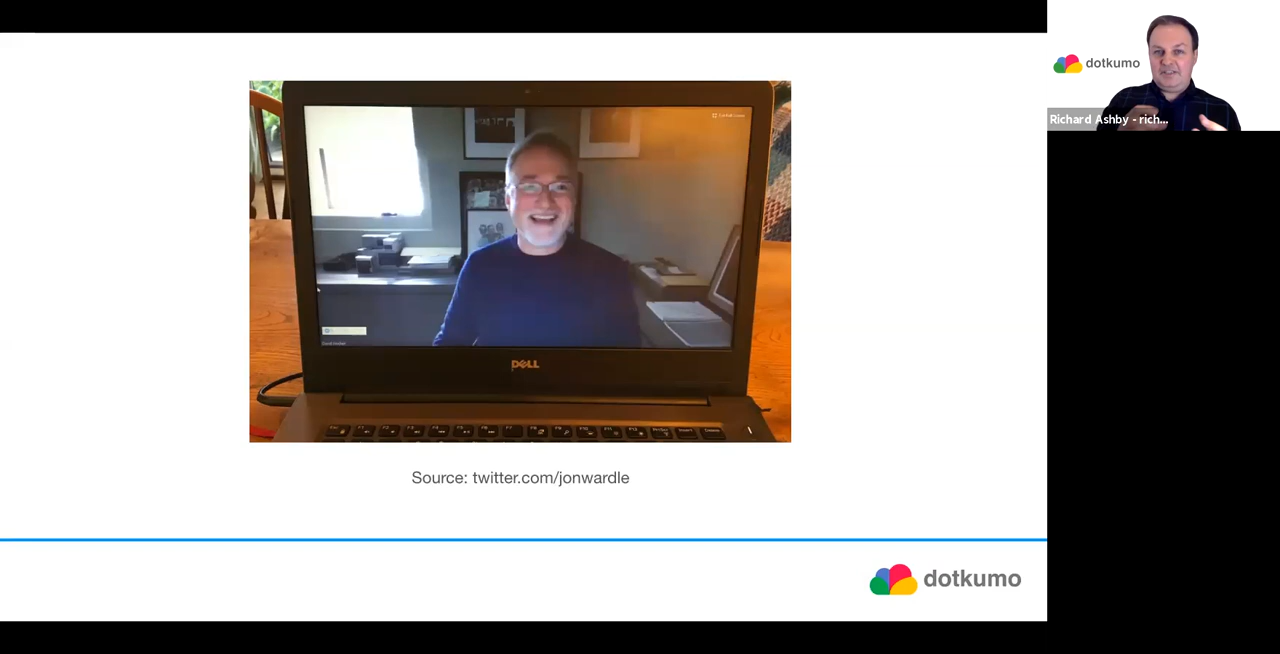 dotkumo
Richard Ashby - rich...
DELL
Source: twitter.com/jonwardle
dotkumo